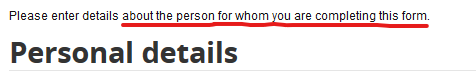 Please enter details about the person for whom you are completing this form.
Personal details